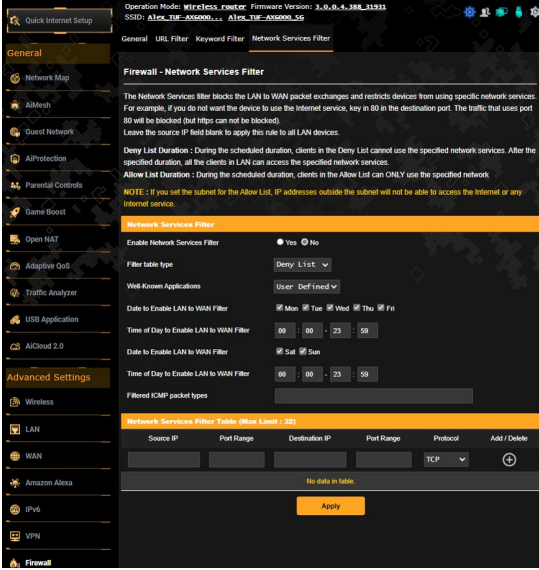 Quick Internet Setup
General
Network Map
AiMesh
Guest Network
AiProtection
Parental Controls
Game Boost
Open NAT
Adaptive QoS
Traffic Analyzer
USB Application
AiCloud 2.0
Advanced Settings
Wireless
LAN
WAN
Amazon Alexa
IPv6
VPN
Firewall
Operation Mode: Wireless router Firmware Version: 3.0.0.4.388_31931
SSID: Alex_TUF-AX6000... Alex_TUF-AX6000_5G
General URL Filter Keyword Filter Network Services Filter
Firewall - Network Services Filter
The Network Services filter blocks the LAN to WAN packet exchanges and restricts devices from using specific network services.
For example, if you do not want the device to use the Internet service, key in 80 in the destination port. The traffic that uses port
80 will be blocked (but https can not be blocked).
Leave the source IP field blank to apply this rule to all LAN devices.
Deny List Duration : During the scheduled duration, clients in the Deny List cannot use the specified network services. After the
specified duration, all the clients in LAN can access the specified network services.
Allow List Duration : During the scheduled duration, clients in the Allow List can ONLY use the specified network
NOTE : If you set the subnet for the Allow List, IP addresses outside the subnet will not be able to access the Internet or any
Internet service.
Network Services Filter
Enable Network Services Filter Yes No
Filter table type Deny List
Well-Known Applications User Defined
Date to Enable LAN to WAN Filter Mon Tue Wed Thu Fri
Time of Day to Enable LAN to WAN Filter 00 : 00 - 23 : 59
Date to Enable LAN to WAN Filter Sat Sun
Time of Day to Enable LAN to WAN Filter 00 : 00 - 23 : 59
Filtered ICMP packet types
Network Services Filter Table (Max Limit : 32)
Source IP Port Range Destination IP Port Range Protocol Add / Delete
TCP
No data in table.
Apply